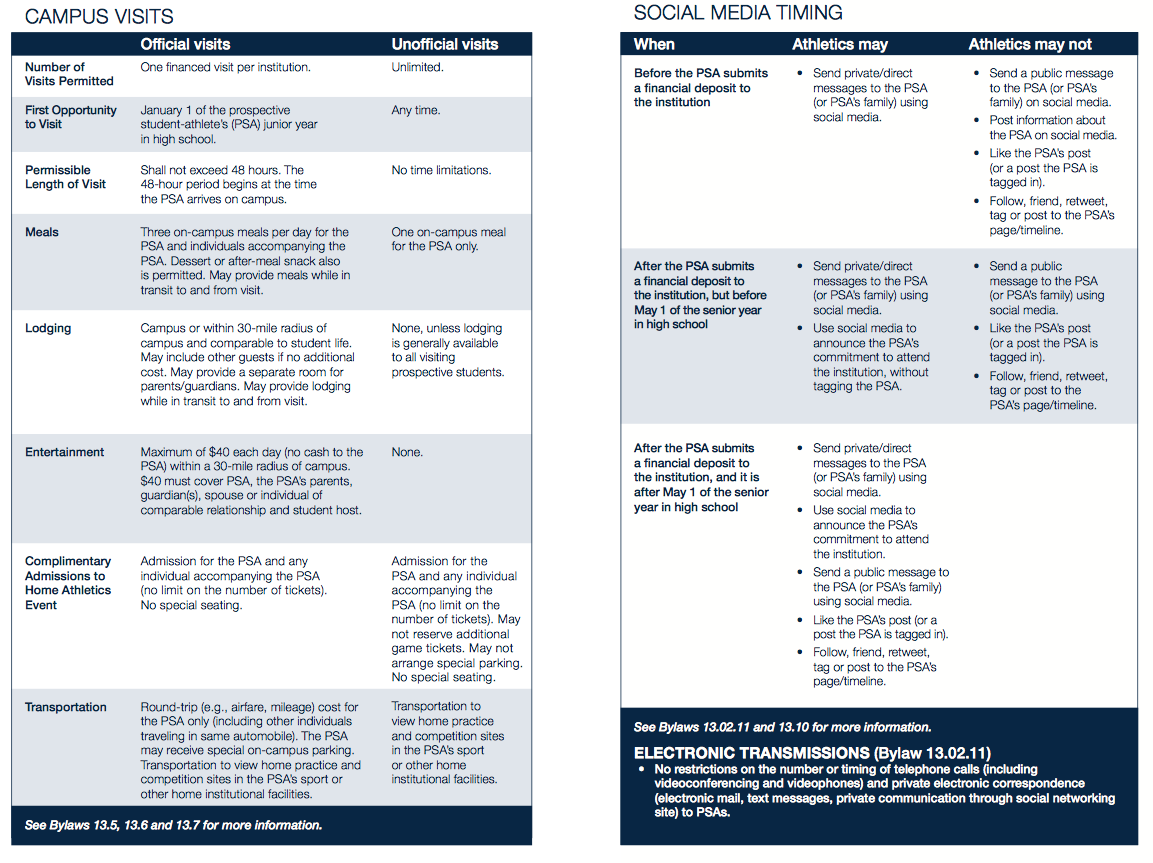 CAMPUS VISITS
Official visits
Unofficial visits
Number of
Visits Permitted
One financed visit per institution.
Unlimited.
First Opportunity
to Visit
January 1 of the prospective
student-athlete's (PSA) junior year
in high school.
Any time.
Permissible
Length of Visit
Shall not exceed 48 hours. The
48-hour period begins at the time
the PSA arrives on campus.
No time limitations.
Meals
Three on-campus meals per day for the
PSA and individuals accompanying the
PSA. Dessert or after-meal snack also
is permitted. May provide meals while in
transit to and from visit.
One on-campus meal
for the PSA only.
Lodging
Campus or within 30-mile radius of
campus and comparable to student life.
May include other guests if no additional
cost. May provide a separate room for
parents/guardians. May provide lodging
while in transit to and from visit.
None, unless lodging
is generally available
to all visiting
prospective students.
Entertainment
Maximum of $40 each day (no cash to the
PSA) within a 30-mile radius of campus.
$40 must cover PSA, the PSA's parents,
guardian(s), spouse or individual of
comparable relationship and student host.
None.
Complimentary
Admissions to
Home Athletics
Event
Admission for the PSA and any
individual accompanying the PSA
(no limit on the number of tickets).
No special seating.
Admission for the
PSA and any individual
accompanying the
PSA (no limit on the
number of tickets). May
not reserve additional
game tickets. May not
arrange special parking.
No special seating.
Transportation
Round-trip (e.g., airfare, mileage) cost for
the PSA only (including other individuals
traveling in same automobile). The PSA
may receive special on-campus parking.
Transportation to view home practice and
competition sites in the PSA's sport or
other home institutional facilities.
Transportation to
view home practice
and competition sites
in the PSA's sport
or other home
institutional facilities.
See Bylaws 13.5, 13.6 and 13.7 for more information.
SOCIAL MEDIA TIMING
When
Athletics may
Athletics may not
Before the PSA submits
a financial deposit to
the institution
• Send private/direct
messages to the PSA
(or PSA's family) using
social media.
• Send a public message
to the PSA (or PSA's
family) on social media.
• Post information about
the PSA on social media.
• Like the PSA's post
(or a post the PSA is
tagged in).
• Follow, friend, retweet,
tag or post to the PSA's
page/timeline.
After the PSA submits
a financial deposit to
the institution, but before
May 1 of the senior year
in high school
• Send private/direct
messages to the PSA
(or PSA's family) using
social media.
• Use social media to
announce the PSA's
commitment to attend
the institution, without
tagging the PSA.
• Send a public
message to the PSA
(or PSA's family) using
social media.
• Like the PSA's post
(or a post the PSA is
tagged in).
• Follow, friend, retweet,
tag or post to the
PSA's page/timeline.
After the PSA submits
a financial deposit to
the institution, and it is
after May 1 of the senior
year in high school
• Send private/direct
messages to the PSA
(or PSA's family) using
social media.
• Use social media to
announce the PSA's
commitment to attend
the institution.
• Send a public message to
the PSA (or PSA's family)
using social media.
• Like the PSA's post (or a
post the PSA is tagged in).
• Follow, friend, retweet,
tag or post to the PSA's
page/timeline.
See Bylaws 13.02.11 and 13.10 for more information.
ELECTRONIC TRANSMISSIONS (Bylaw 13.02.11)
• No restrictions on the number or timing of telephone calls (including
videoconferencing and videophones) and private electronic correspondence
(electronic mail, text messages, private communication through social networking
site) to PSAs.